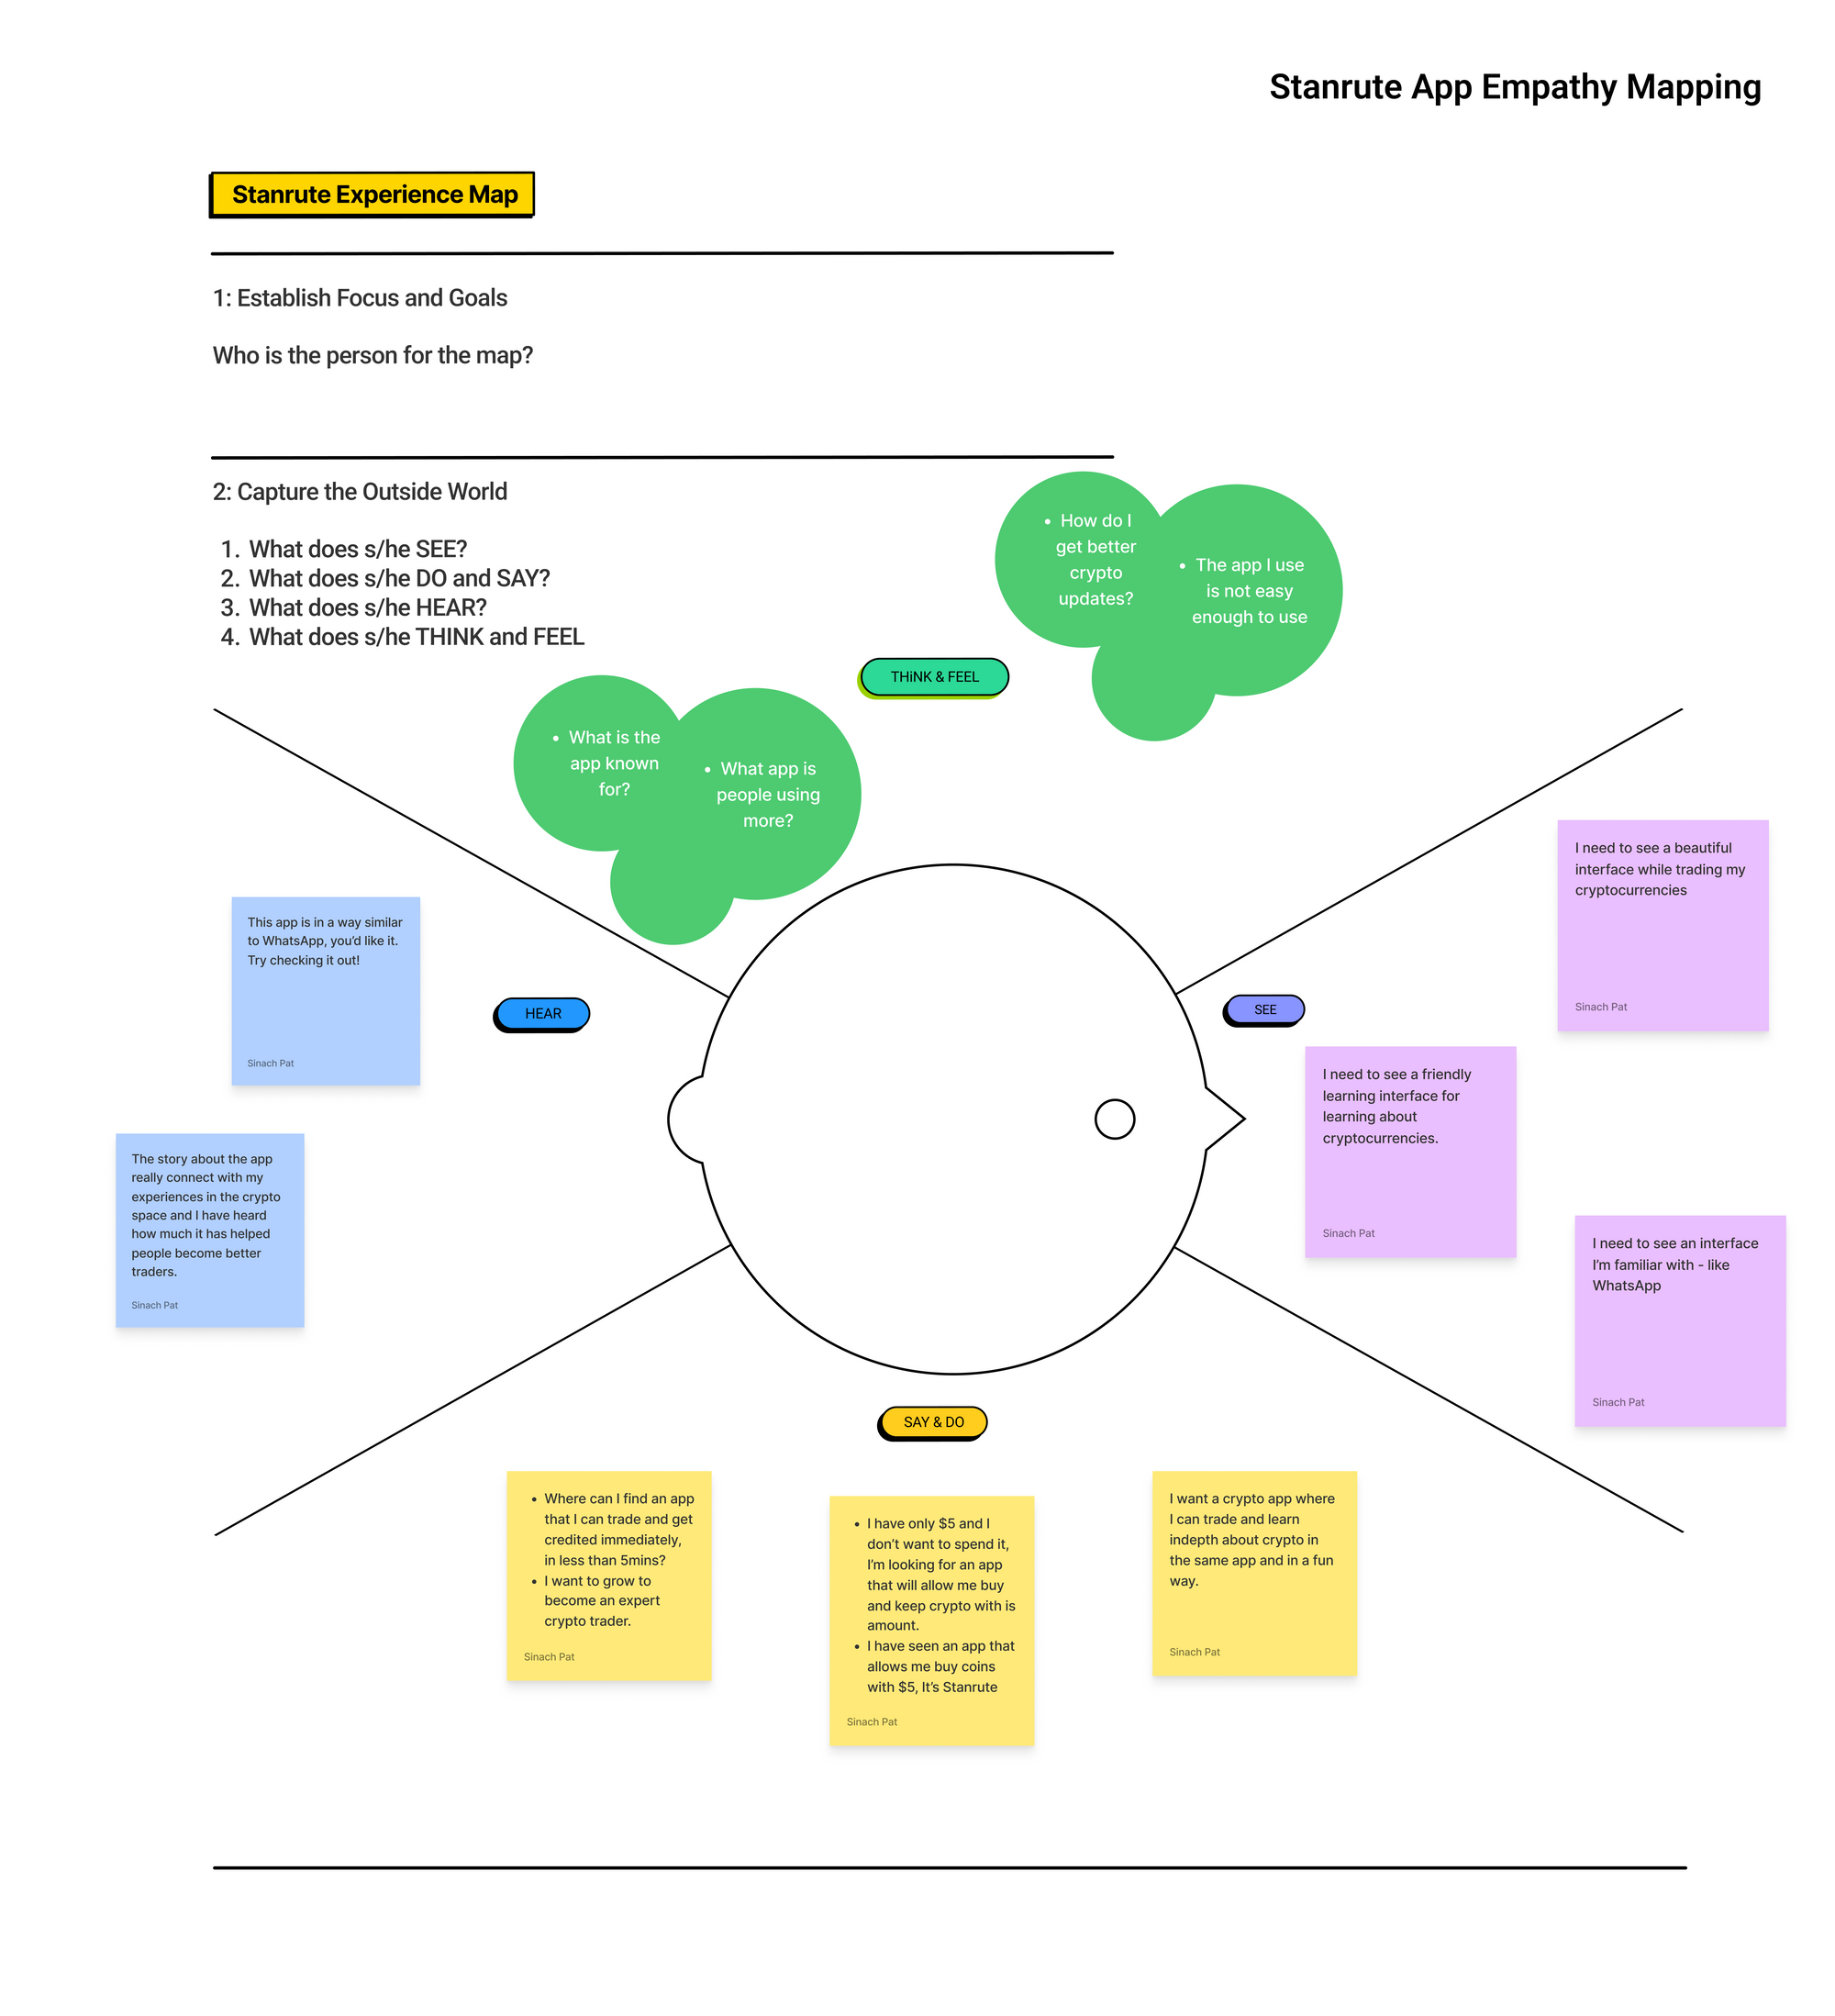 Stanrute App Empathy Mapping
Stanrute Experience Map
1: Establish Focus and Goals
Who is the person for the map?
2: Capture the Outside World
1. What does s/he SEE?
2. What does s/he DO and SAY?
3. What does s/he HEAR?
4. What does s/he THINK and FEEL
• How do I
get better
crypto
updates?
• The app I use
is not easy
enough to use
THiNK & FEEL
• What is the
app known
for?
• What app is
people using
more?
This app is in a way similar
to WhatsApp, you’d like it.
Try checking it out!
Sinach Pat
HEAR
The story about the app
really connect with my
experiences in the crypto
space and I have heard
how much it has helped
people become better
traders.
Sinach Pat
SEE
I need to see a beautiful
interface while trading my
cryptocurrencies
Sinach Pat
I need to see a friendly
learning interface for
learning about
cryptocurrencies.
Sinach Pat
I need to see an interface
I’m familiar with - like
WhatsApp
Sinach Pat
SAY & DO
• Where can I find an app
that I can trade and get
credited immediately,
in less than 5mins?
• I want to grow to
become an expert
crypto trader.
Sinach Pat
• I have only $5 and I
don’t want to spend it,
I’m looking for an app
that will allow me buy
and keep crypto with is
amount.
• I have seen an app that
allows me buy coins
with $5, It’s Stanrute
Sinach Pat
I want a crypto app where
I can trade and learn
indepth about crypto in
the same app and in a fun
way.
Sinach Pat